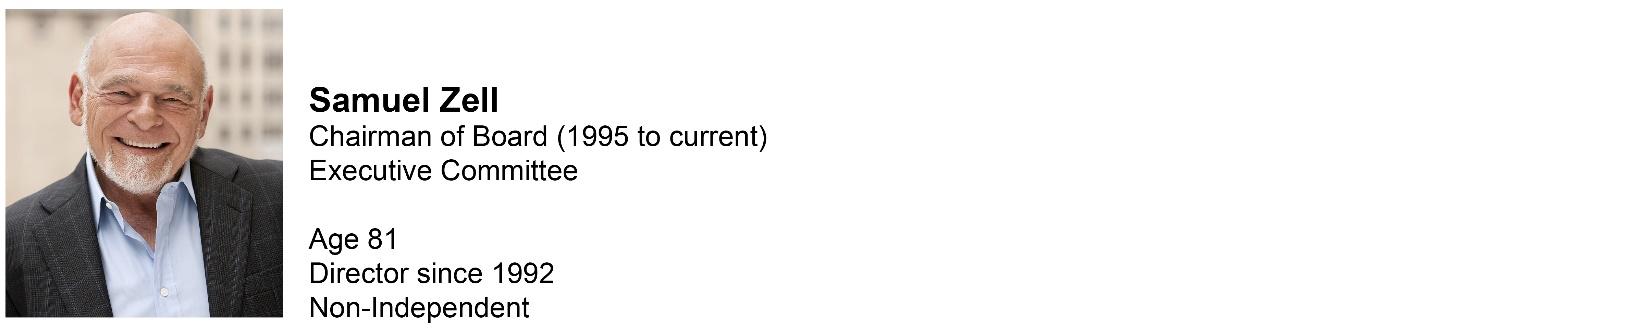 Samuel Zell
Chairman of Board (1995 to current)
Executive Committee
Age 81
Director since 1992
Non-Independent